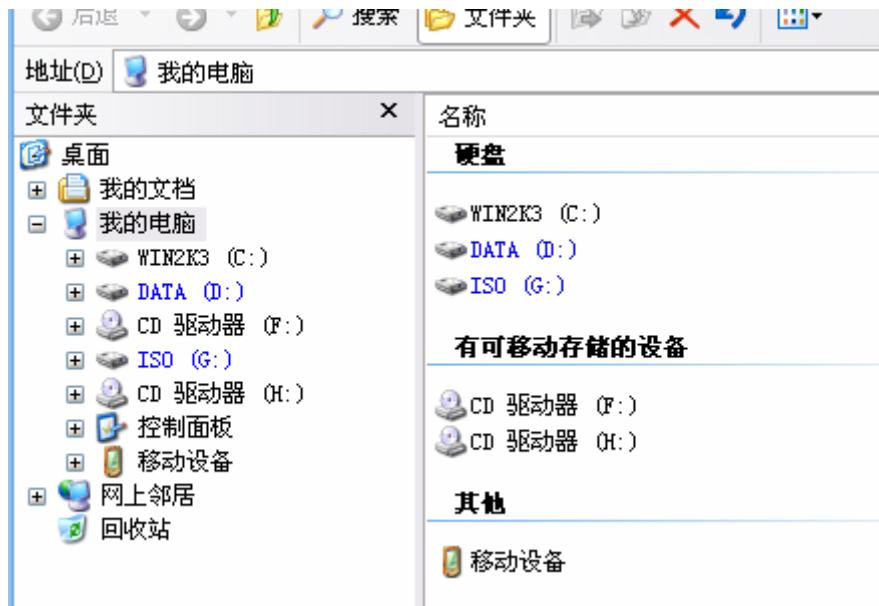 后退 搜索 文件夹
地址(D) 我的电脑
文件夹
桌面
我的文档
我的电脑
WIN2K3 (C:)
DATA (D:)
CD 驱动器 (F:)
ISO (G:)
CD 驱动器 (H:)
控制面板
移动设备
网上邻居
回收站
名称
硬盘
WIN2K3 (C:)
DATA (D:)
ISO (G:)
有可移动存储的设备
CD 驱动器 (F:)
CD 驱动器 (H:)
其他
移动设备